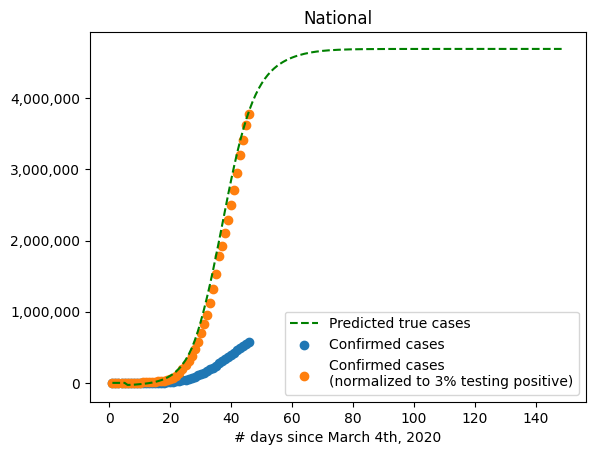 National
4,000,000
3,000,000
2,000,000
1,000,000
0
Predicted true cases
Confirmed cases
Confirmed cases
(normalized to 3% testing positive)
0 20 40 60 80 100 120 140
# days since March 4th, 2020